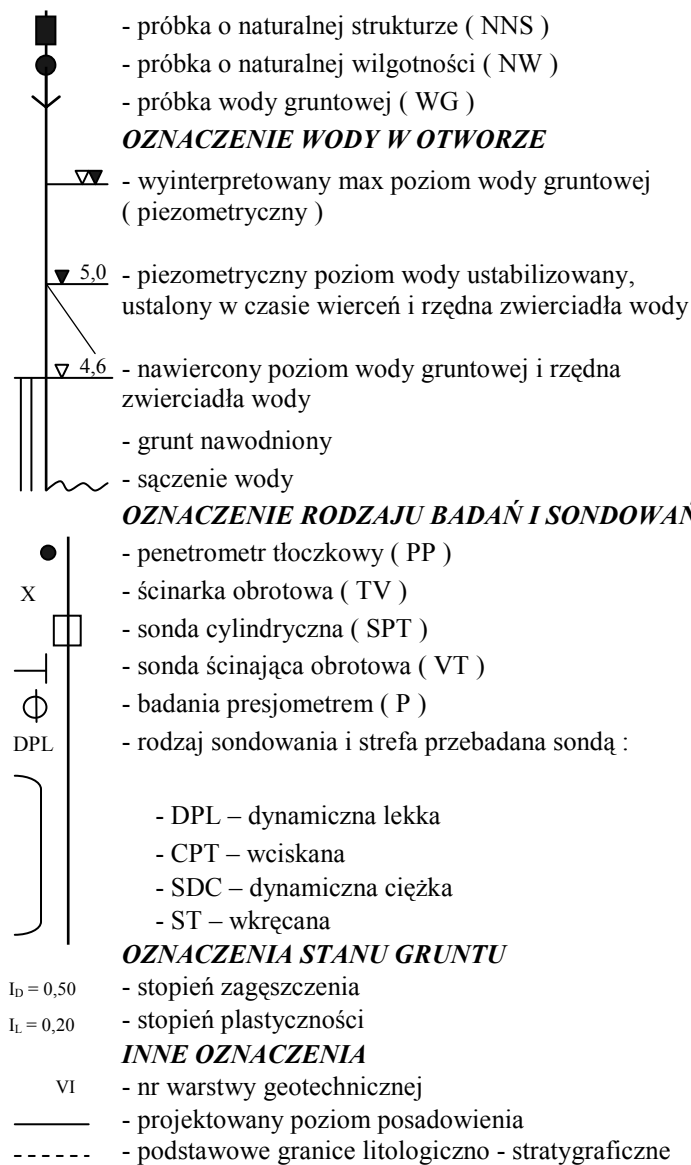 - próbka o naturalnej strukturze ( NNS )
- próbka o naturalnej wilgotności ( NW )
- próbka wody gruntowej ( WG )
OZNACZENIE WODY W OTWORZE
- wyinterpretowany max poziom wody gruntowej
( piezometryczny )
5,0 - piezometryczny poziom wody ustabilizowany,
ustalony w czasie wierceń i rzędna zwierciadła wody
4,6 - nawiercony poziom wody gruntowej i rzędna
zwierciadła wody
- grunt nawodniony
- sączenie wody
OZNACZENIE RODZAJU BADAŃ I SONDOWAŃ
- penetrometr tłoczkowy ( PP )
X - ścinarka obrotowa ( TV )
- sonda cylindryczna ( SPT )
- sonda ścinająca obrotowa ( VT )
- badania presjometrem ( P )
DPL - rodzaj sondowania i strefa przebadana sondą :
- DPL – dynamiczna lekka
- CPT – wciskana
- SDC – dynamiczna ciężka
- ST – wkręcana
OZNACZENIA STANU GRUNTU
I_D = 0,50 - stopień zagęszczenia
I_L = 0,20 - stopień plastyczności
INNE OZNACZENIA
VI - nr warstwy geotechnicznej
- projektowany poziom posadowienia
- podstawowe granice litologiczno - stratygraficzne